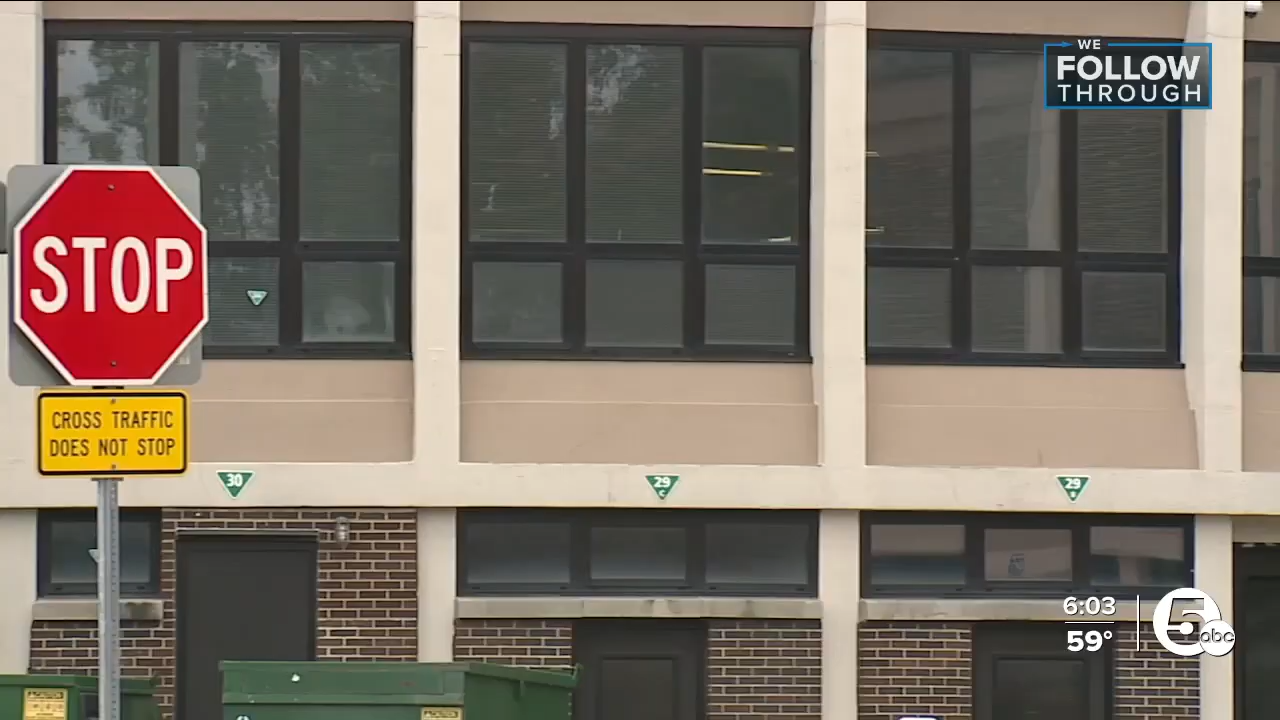 WE
FOLLOW
THROUGH
STOP
CROSS TRAFFIC
DOES NOT STOP
30
29
C
29
6:03
59°
5
abc